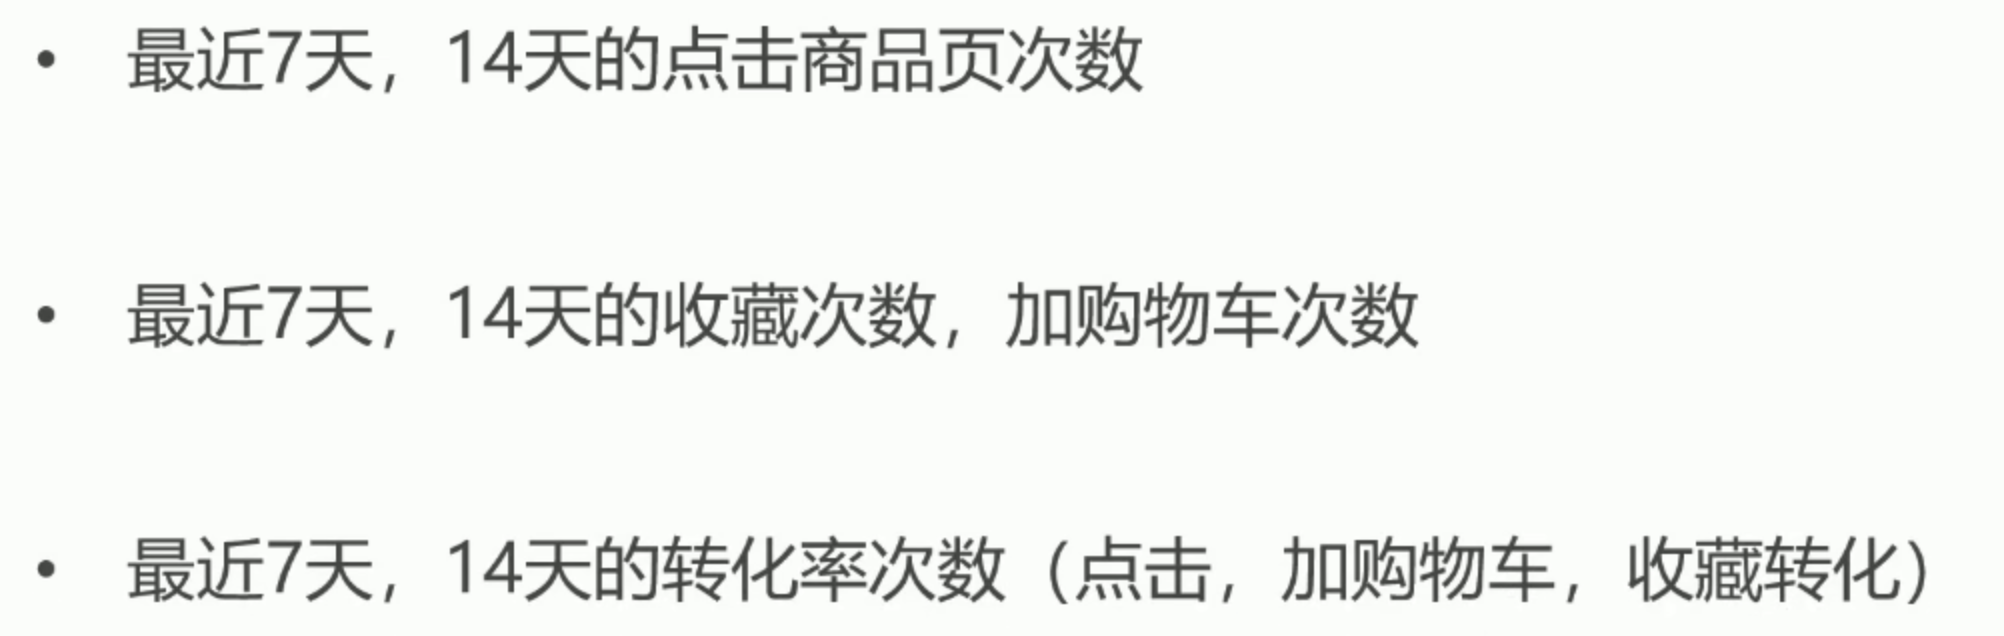 • 最近7天，14天的点击商品页次数
• 最近7天，14天的收藏次数，加购物车次数
• 最近7天，14天的转化率次数（点击，加购物车，收藏转化）